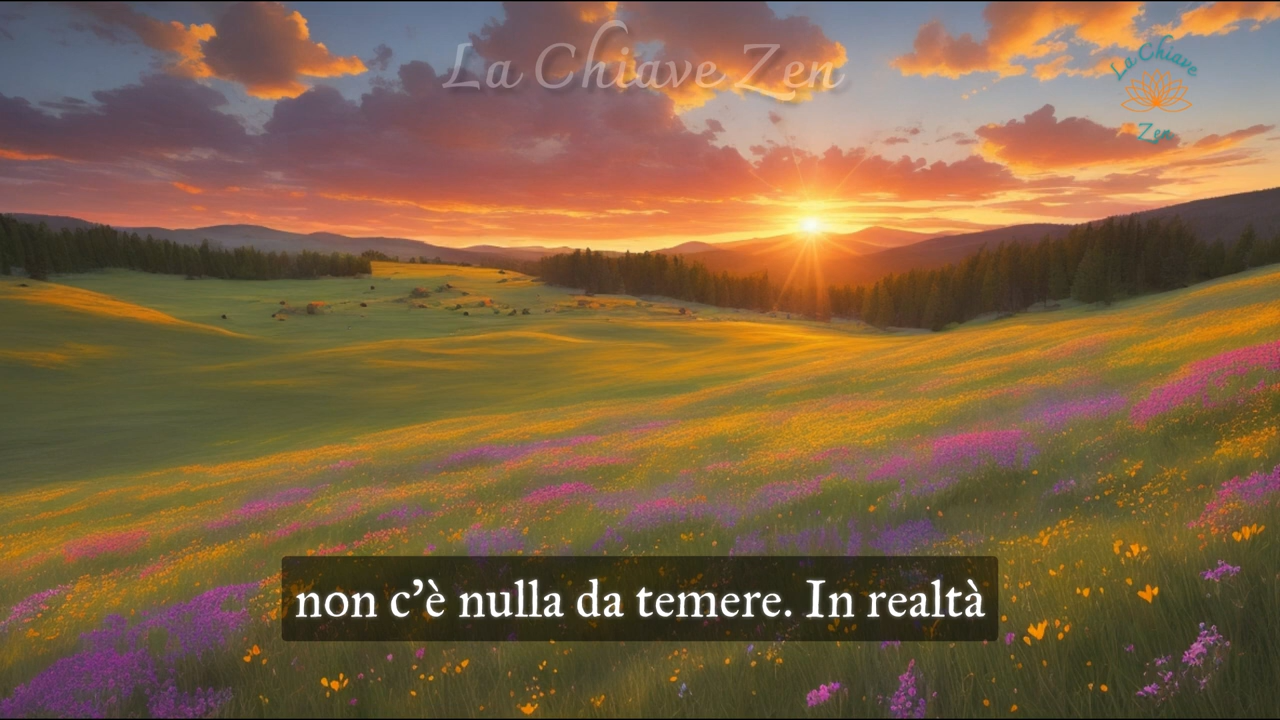 La Chiave Zen
La Chiave
Zen
non c’è nulla da temere. In realtà